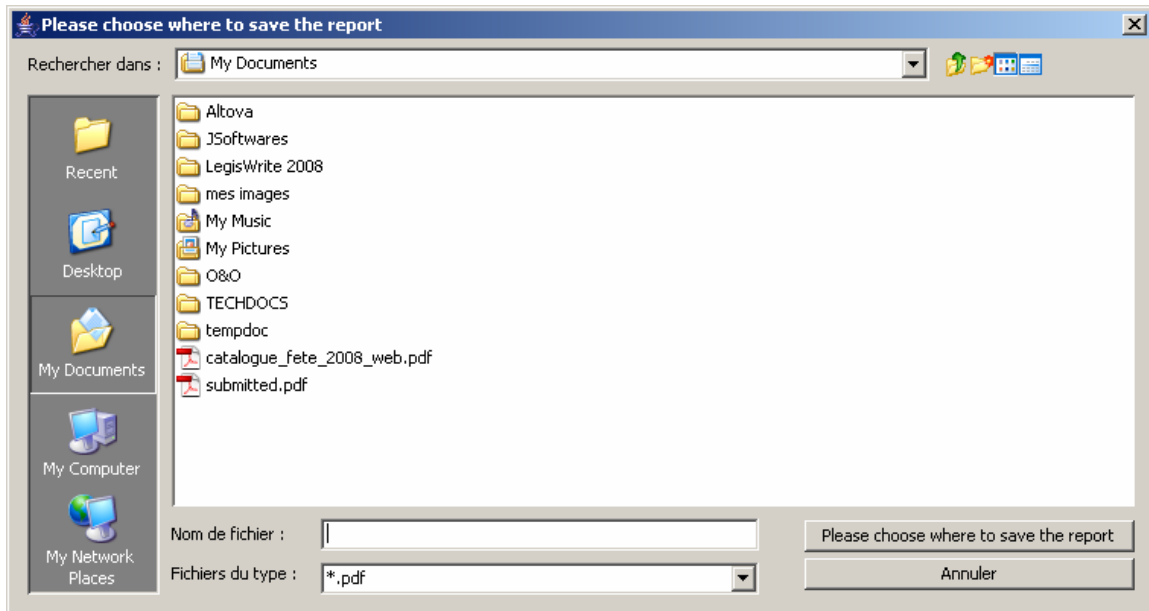 Please choose where to save the report
Rechercher dans :
My Documents
Recent
Desktop
My Documents
My Computer
My Network
Places
Altova
JSoftwares
LegisWrite 2008
mes images
My Music
My Pictures
O&O
TECHDOCS
tempdoc
catalogue_fete_2008_web.pdf
submitted.pdf
Nom de fichier :
Please choose where to save the report
Fichiers du type :
*.pdf
Annuler